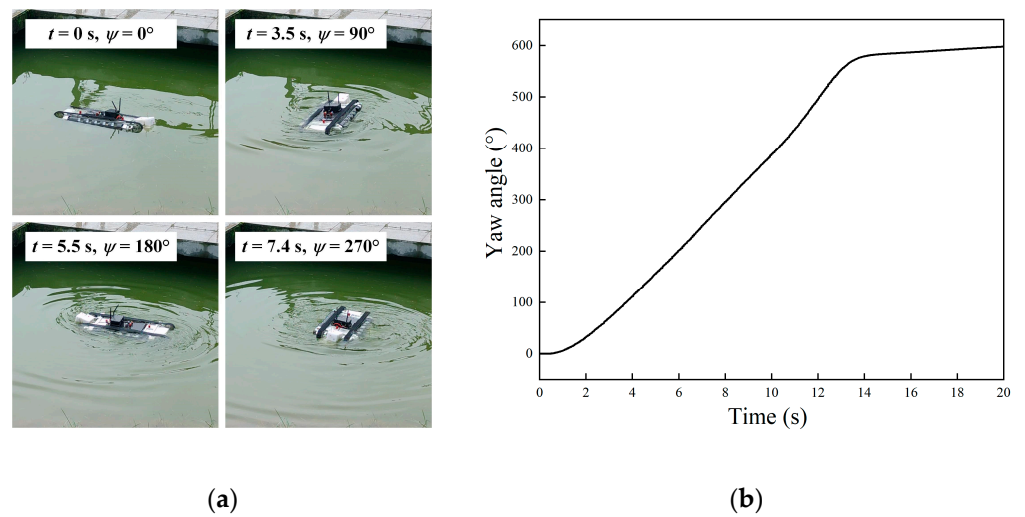 t = 0 s, ψ = 0°
t = 3.5 s, ψ = 90°
t = 5.5 s, ψ = 180°
t = 7.4 s, ψ = 270°
(a)
Yaw angle (°)
600
500
400
300
200
100
0
0 2 4 6 8 10 12 14 16 18 20
Time (s)
(b)